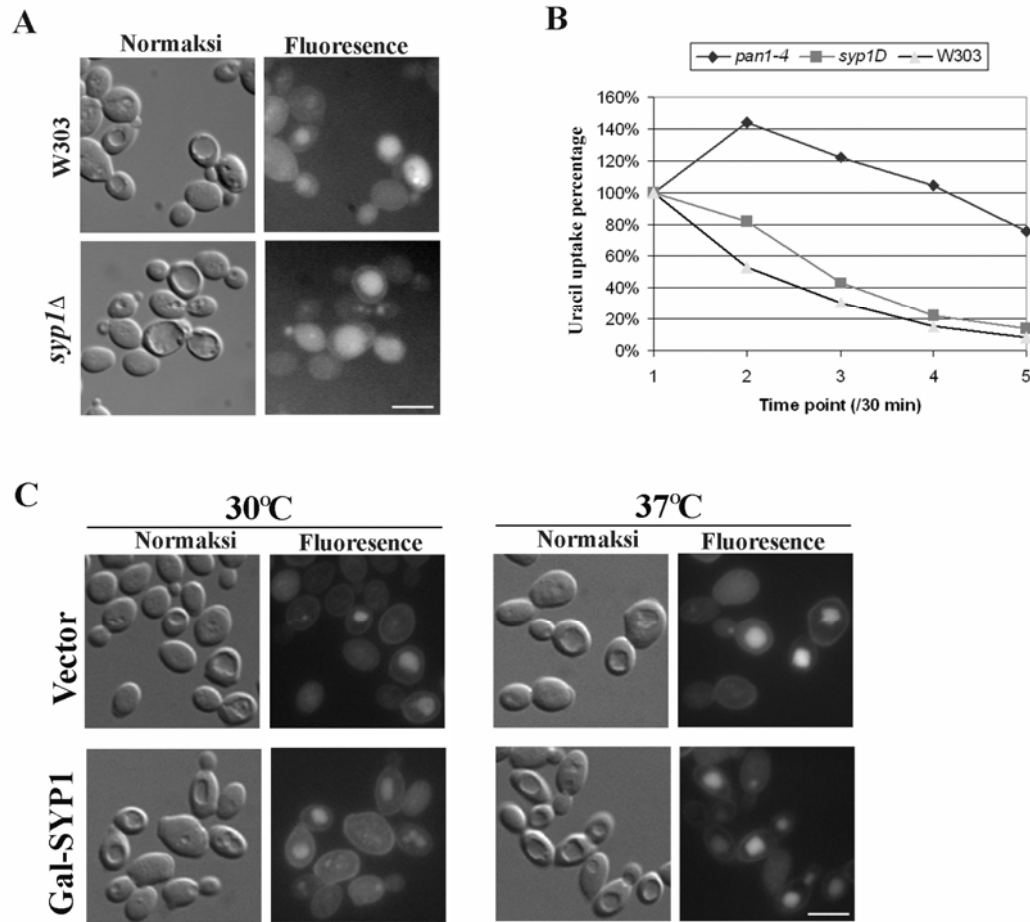 A
Normaksi Fluoresence
W303
syp1Δ
B
pan1-4 syp1D W303
160%
140%
120%
100%
80%
60%
40%
20%
0%
Uracil uptake percentage
1 2 3 4 5
Time point (/30 min)
C
30°C 37°C
Normaksi Fluoresence Normaksi Fluoresence
Vector
Gal-SYP1